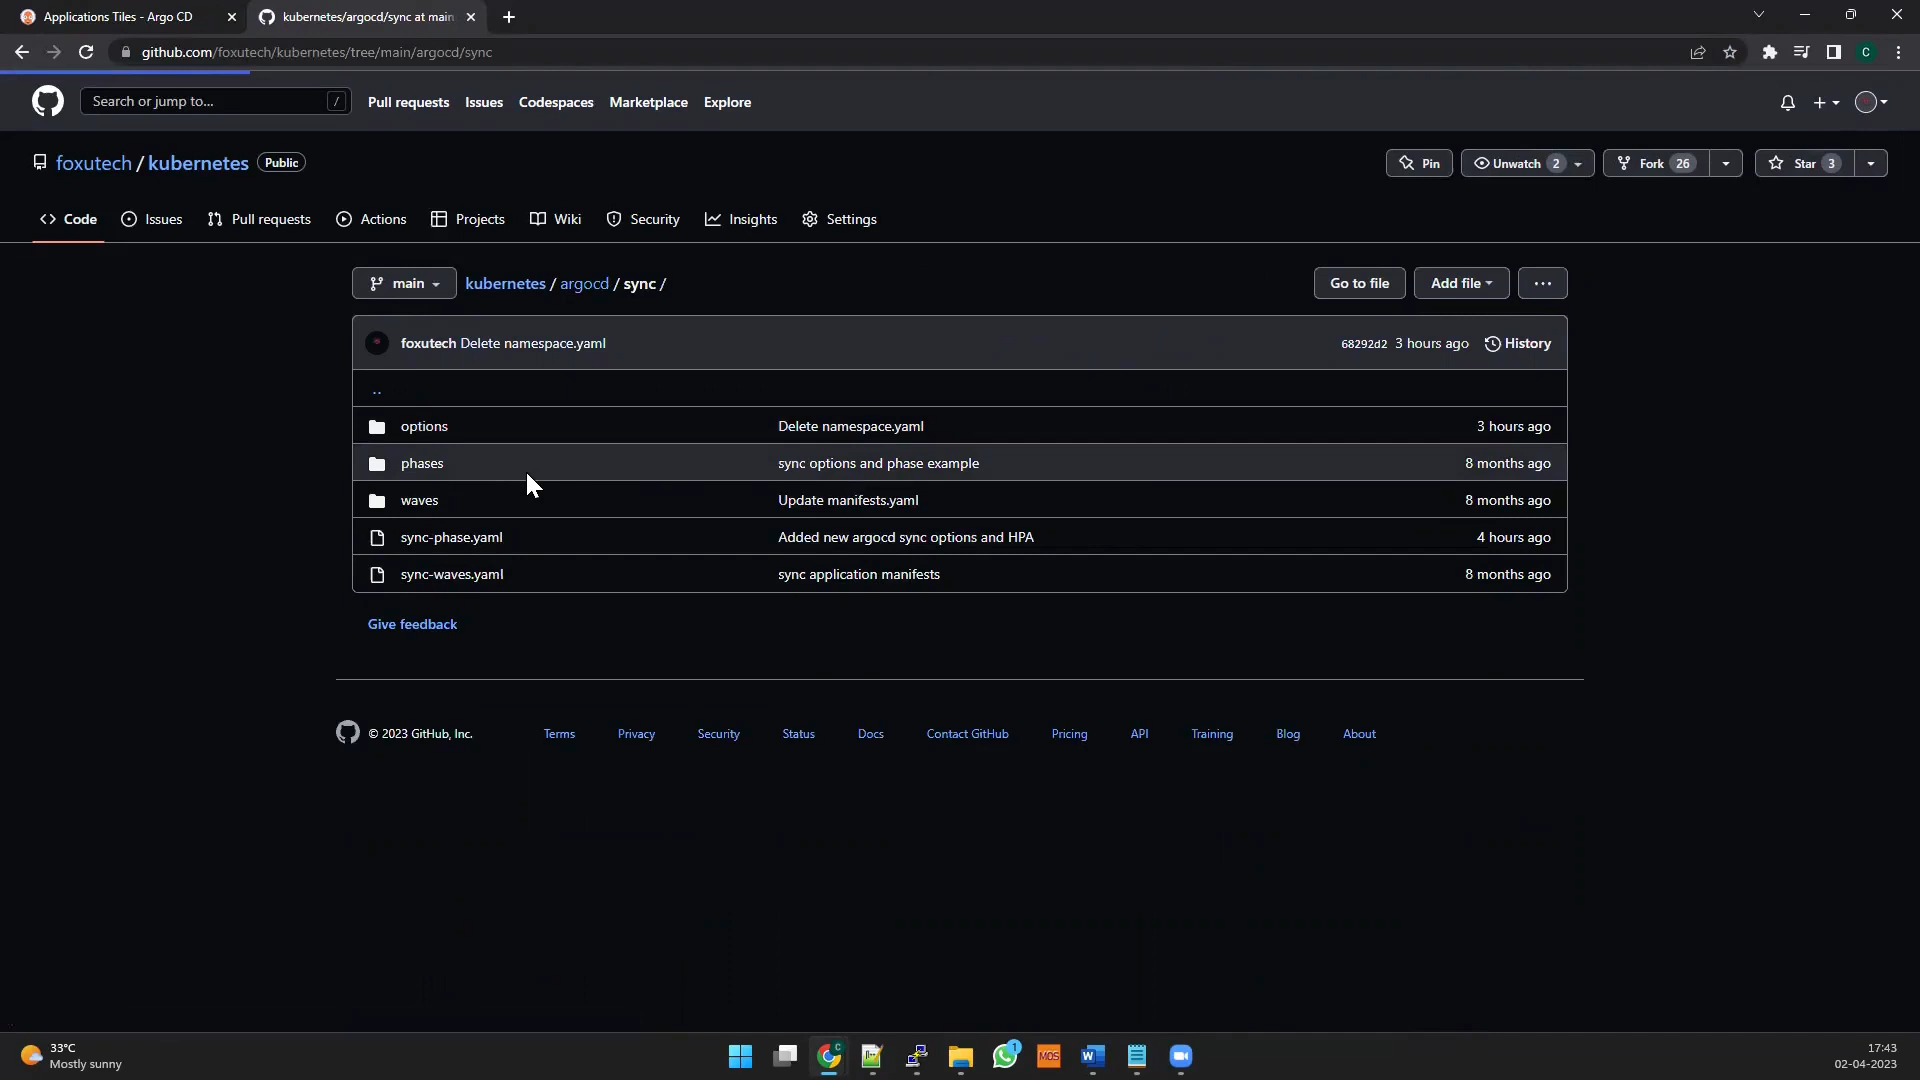 Applications Tiles - Argo CD
kubernetes/argocd/sync at main
github.com/foxutech/kubernetes/tree/main/argocd/sync
C
Search or jump to... /
Pull requests Issues Codespaces Marketplace Explore
foxutech / kubernetes Public
Pin Unwatch 2 Fork 26 Star 3
Code Issues Pull requests Actions Projects Wiki Security Insights Settings
main kubernetes / argocd / sync / Go to file Add file ...
foxutech Delete namespace.yaml 68292d2 3 hours ago History
..
options Delete namespace.yaml 3 hours ago
phases sync options and phase example 8 months ago
waves Update manifests.yaml 8 months ago
sync-phase.yaml Added new argocd sync options and HPA 4 hours ago
sync-waves.yaml sync application manifests 8 months ago
Give feedback
© 2023 GitHub, Inc. Terms Privacy Security Status Docs Contact GitHub Pricing API Training Blog About
33°C
Mostly sunny
C
1
MOS
W
17:43
02-04-2023